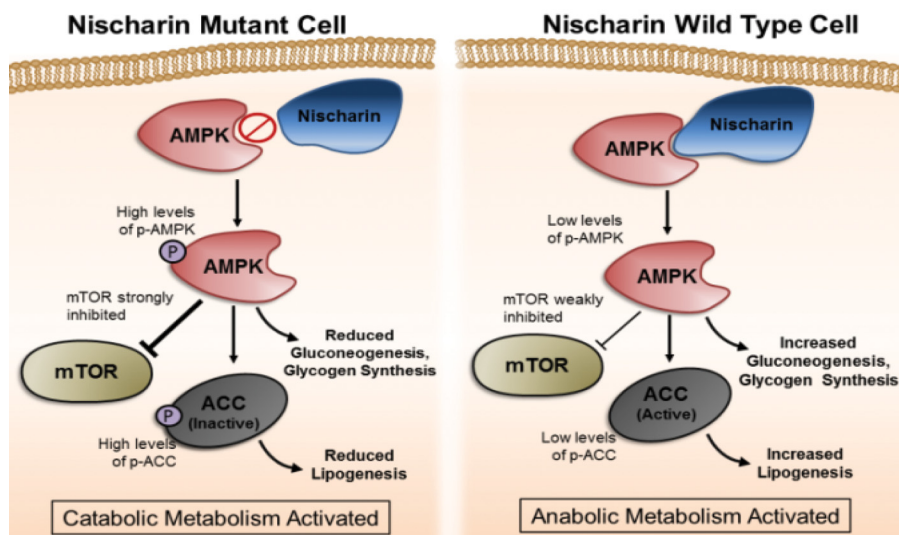 Nischarin Mutant Cell
AMPK
Nischarin
High levels
of p-AMPK
P
AMPK
mTOR strongly
inhibited
mTOR
Reduced
Gluconeogenesis,
Glycogen Synthesis
P
ACC
(Inactive)
High levels
of p-ACC
Reduced
Lipogenesis
Catabolic Metabolism Activated
Nischarin Wild Type Cell
AMPK
Nischarin
Low levels
of p-AMPK
AMPK
mTOR weakly
inhibited
mTOR
Increased
Gluconeogenesis,
Glycogen Synthesis
ACC
(Active)
Low levels
of p-ACC
Increased
Lipogenesis
Anabolic Metabolism Activated